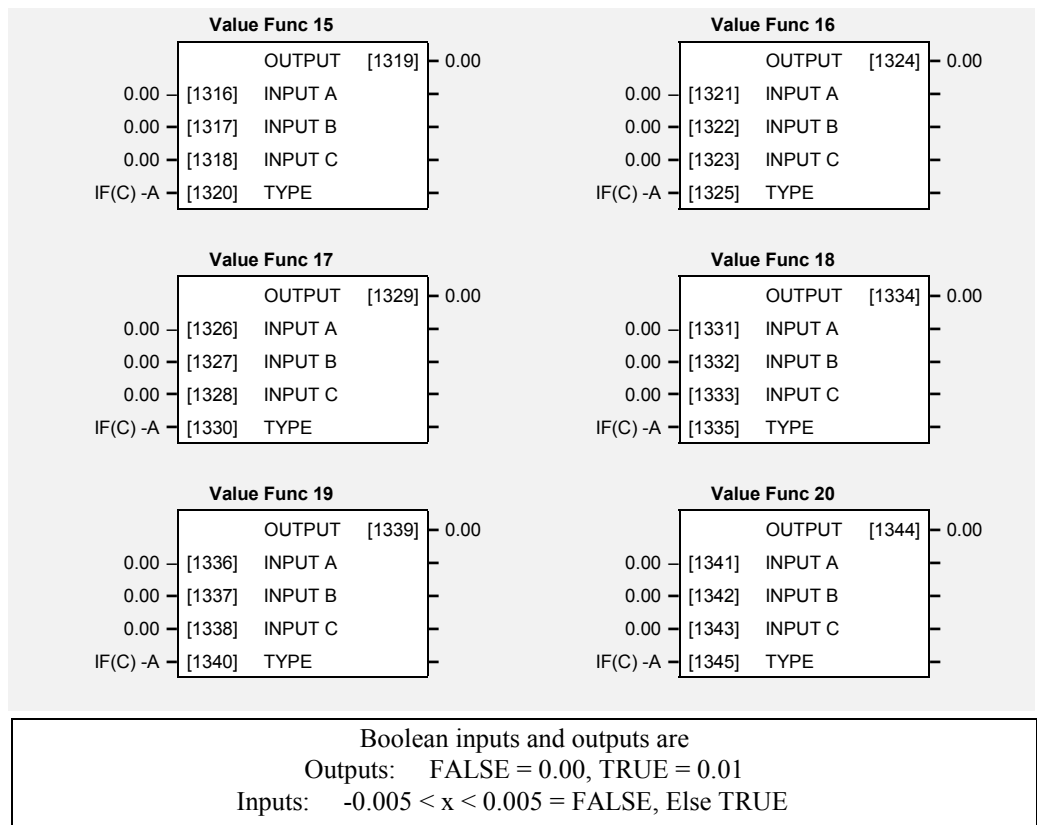 Value Func 15
OUTPUT [1319] 0.00
0.00 [1316] INPUT A
0.00 [1317] INPUT B
0.00 [1318] INPUT C
IF(C) -A [1320] TYPE
Value Func 16
OUTPUT [1324] 0.00
0.00 [1321] INPUT A
0.00 [1322] INPUT B
0.00 [1323] INPUT C
IF(C) -A [1325] TYPE
Value Func 17
OUTPUT [1329] 0.00
0.00 [1326] INPUT A
0.00 [1327] INPUT B
0.00 [1328] INPUT C
IF(C) -A [1330] TYPE
Value Func 18
OUTPUT [1334] 0.00
0.00 [1331] INPUT A
0.00 [1332] INPUT B
0.00 [1333] INPUT C
IF(C) -A [1335] TYPE
Value Func 19
OUTPUT [1339] 0.00
0.00 [1336] INPUT A
0.00 [1337] INPUT B
0.00 [1338] INPUT C
IF(C) -A [1340] TYPE
Value Func 20
OUTPUT [1344] 0.00
0.00 [1341] INPUT A
0.00 [1342] INPUT B
0.00 [1343] INPUT C
IF(C) -A [1345] TYPE
Boolean inputs and outputs are
Outputs: FALSE = 0.00, TRUE = 0.01
Inputs: -0.005 < x < 0.005 = FALSE, Else TRUE